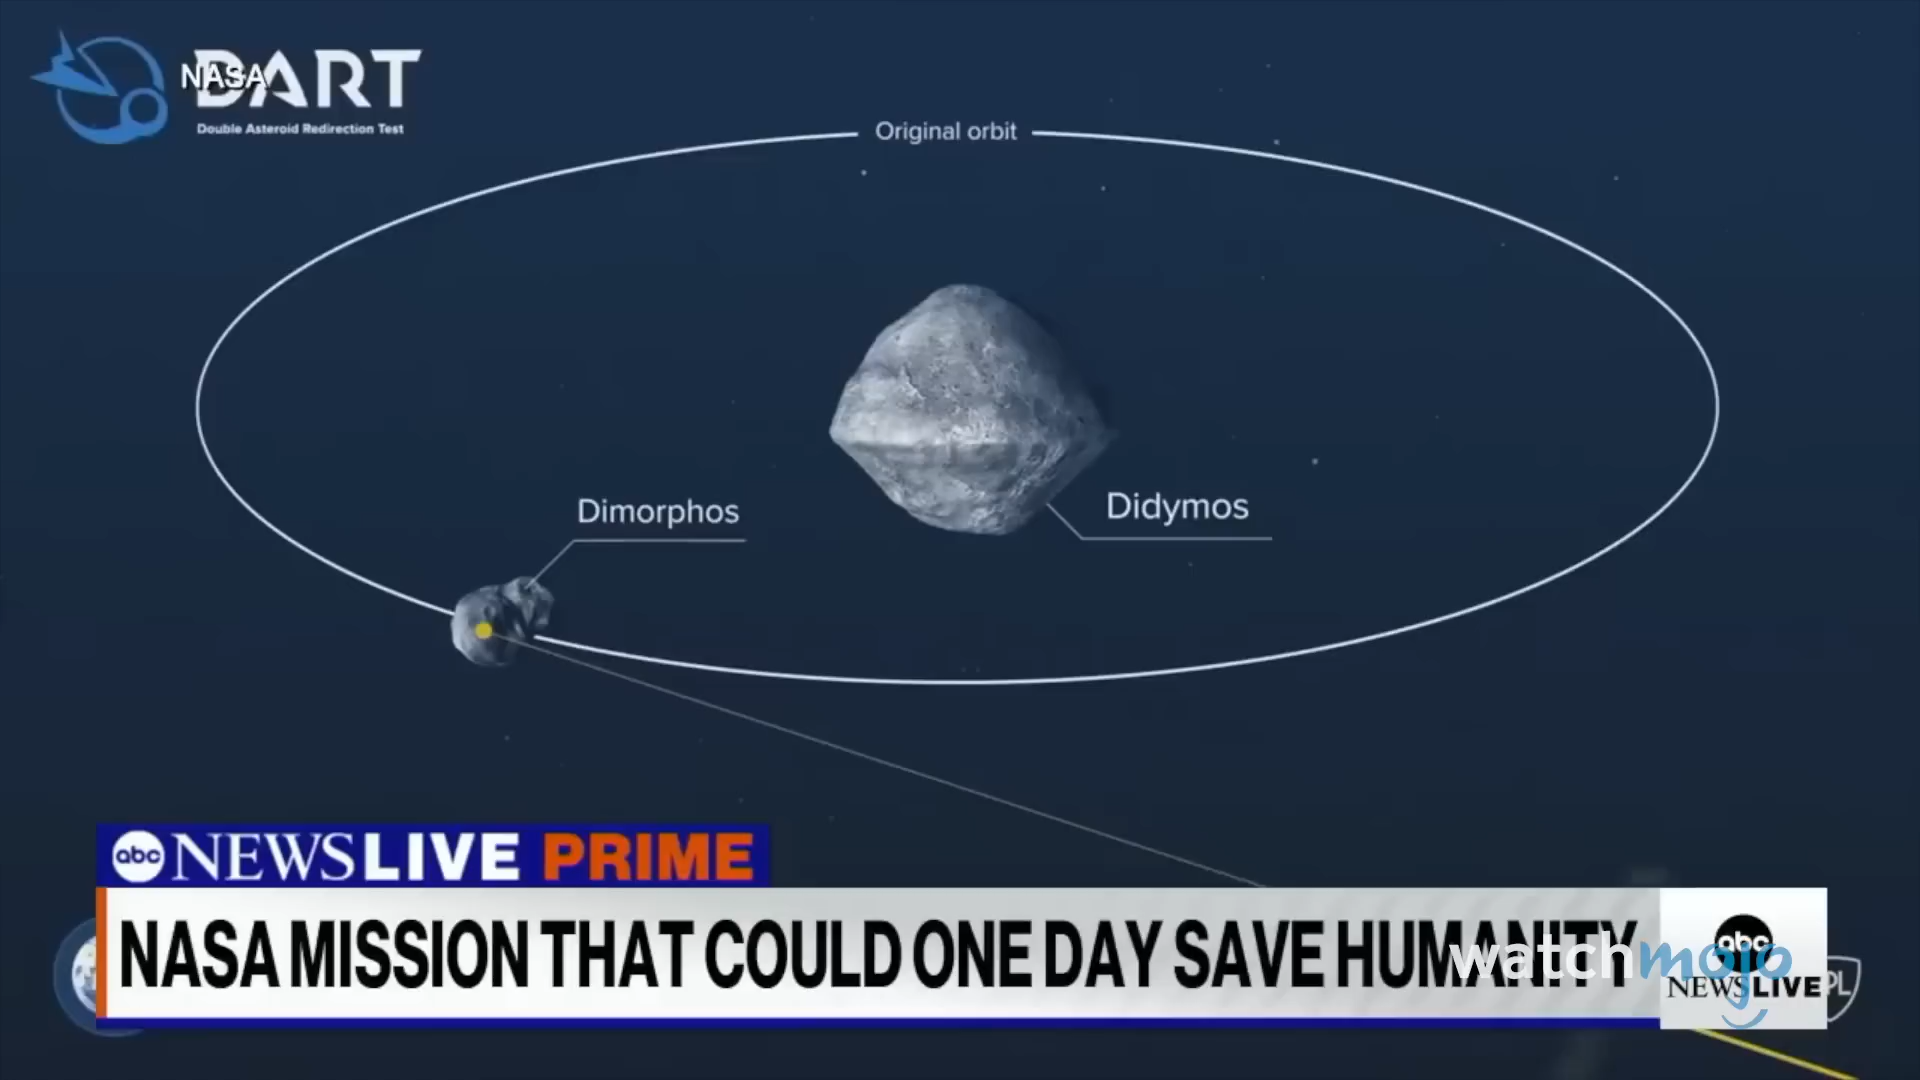 NASA
DART
Double Asteroid Redirection Test
Original orbit
Dimorphos
Didymos
abc NEWS LIVE PRIME
NASA MISSION THAT COULD ONE DAY SAVE HUMANITY
watchmojo
abc
NEWS LIVE
PL